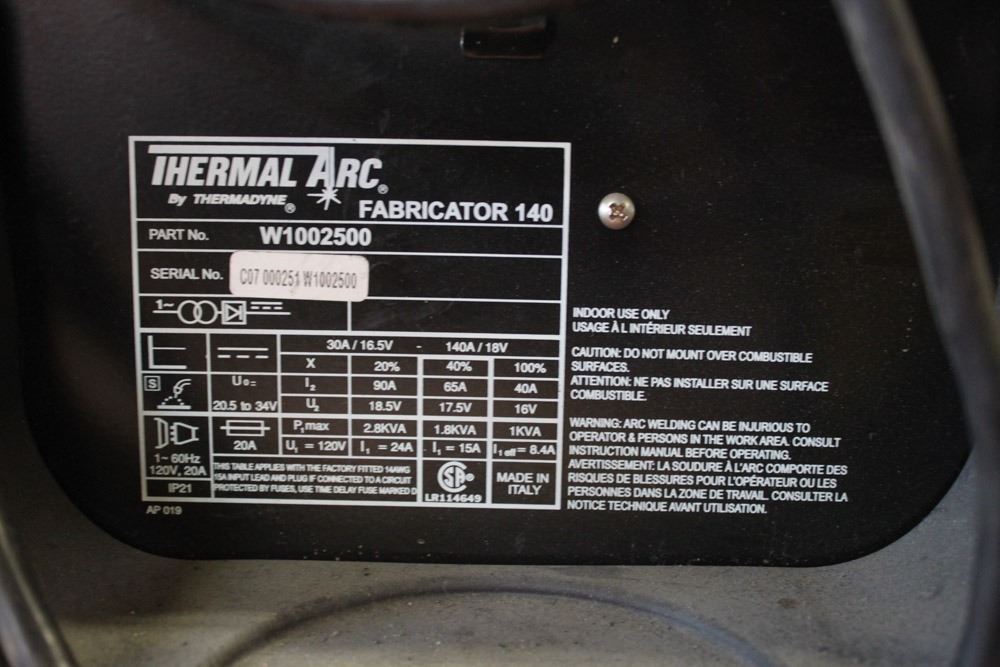 THERMAL ARC®
By THERMADYNE®
FABRICATOR 140
PART No. W1002500
SERIAL No. C07 000251 W1002500
1~
30A / 16.5V - 140A / 18V
X 20% 40% 100%
S U₀= I₂ 90A 65A 40A
20.5 to 34V U₂ 18.5V 17.5V 16V
P₁max 2.8KVA 1.8KVA 1KVA
20A U₁ = 120V I₁ = 24A I₁ = 15A I₁eff = 8.4A
1~ 60Hz
120V, 20A
IP21
THIS TABLE APPLIES WITH THE FACTORY FITTED 14AWG
15A INPUT LEAD AND PLUG IF CONNECTED TO A CIRCUIT
PROTECTED BY FUSES, USE TIME DELAY FUSE MARKED D
SA®
LR114649
MADE IN
ITALY
AP 019
INDOOR USE ONLY
USAGE À L INTÉRIEUR SEULEMENT
CAUTION: DO NOT MOUNT OVER COMBUSTIBLE
SURFACES.
ATTENTION: NE PAS INSTALLER SUR UNE SURFACE
COMBUSTIBLE.
WARNING: ARC WELDING CAN BE INJURIOUS TO
OPERATOR & PERSONS IN THE WORK AREA. CONSULT
INSTRUCTION MANUAL BEFORE OPERATING.
AVERTISSEMENT: LA SOUDURE À L'ARC COMPORTE DES
RISQUES DE BLESSURES POUR L'OPÉRATEUR OU LES
PERSONNES DANS LA ZONE DE TRAVAIL. CONSULTER LA
NOTICE TECHNIQUE AVANT UTILISATION.